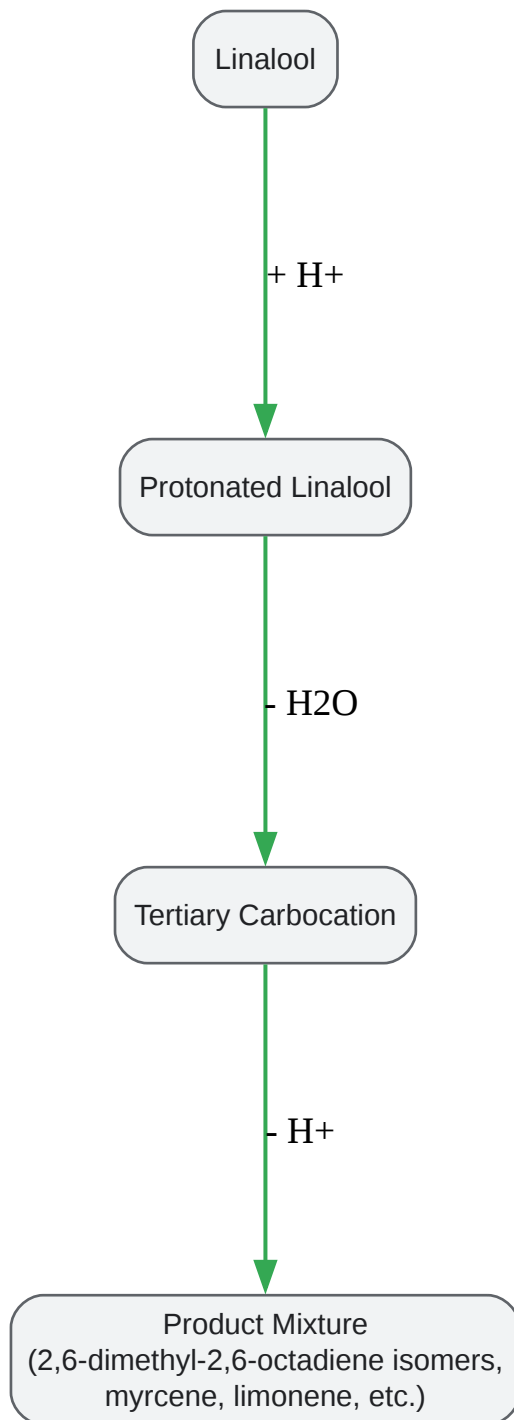 Linalool
+ H+
Protonated Linalool
- H2O
Tertiary Carbocation
- H+
Product Mixture
(2,6-dimethyl-2,6-octadiene isomers,
myrcene, limonene, etc.)